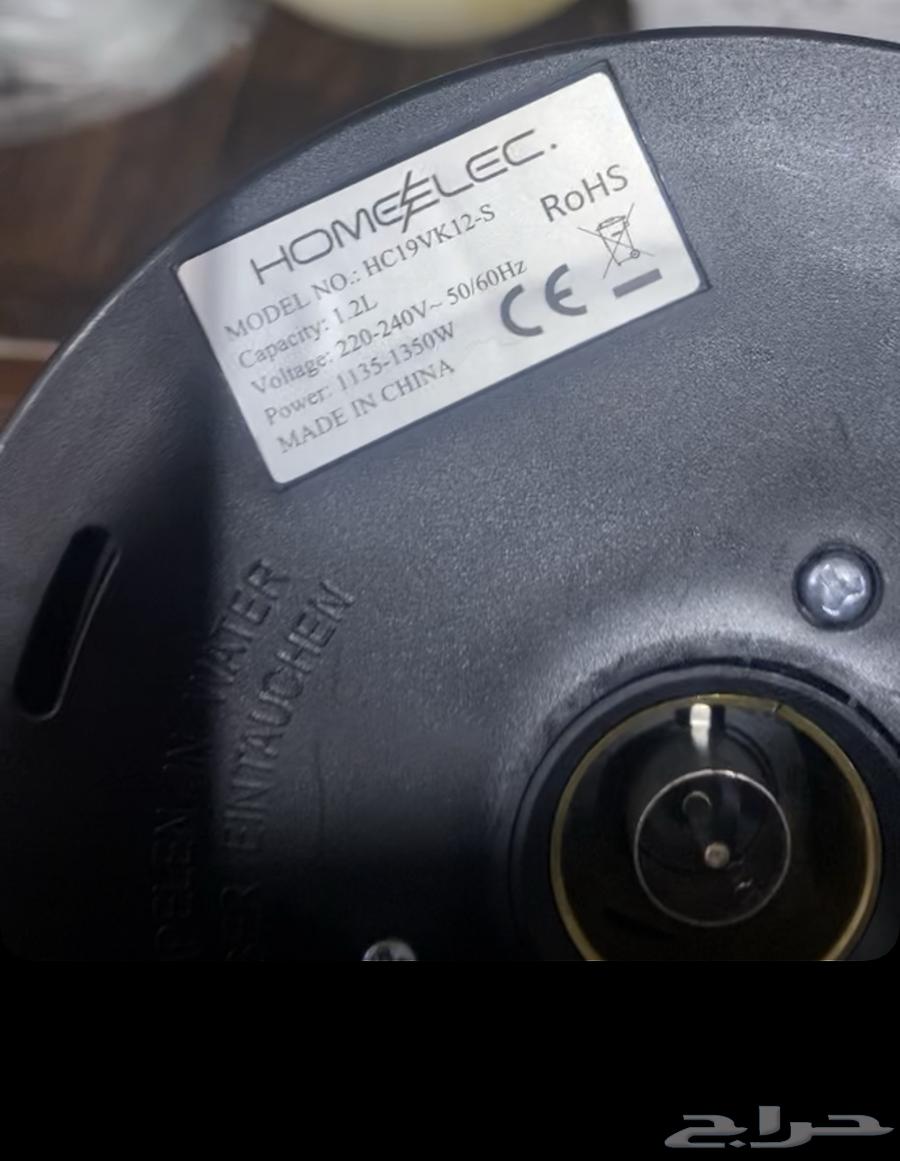 HOMEELEC.
MODEL NO.: HC19VK12-S
RoHS
Capacity: 1.2L
Voltage: 220-240V~ 50/60Hz
CE
Power: 1135-1350W
MADE IN CHINA
IN WATER
EINTAUCHEN
حراج